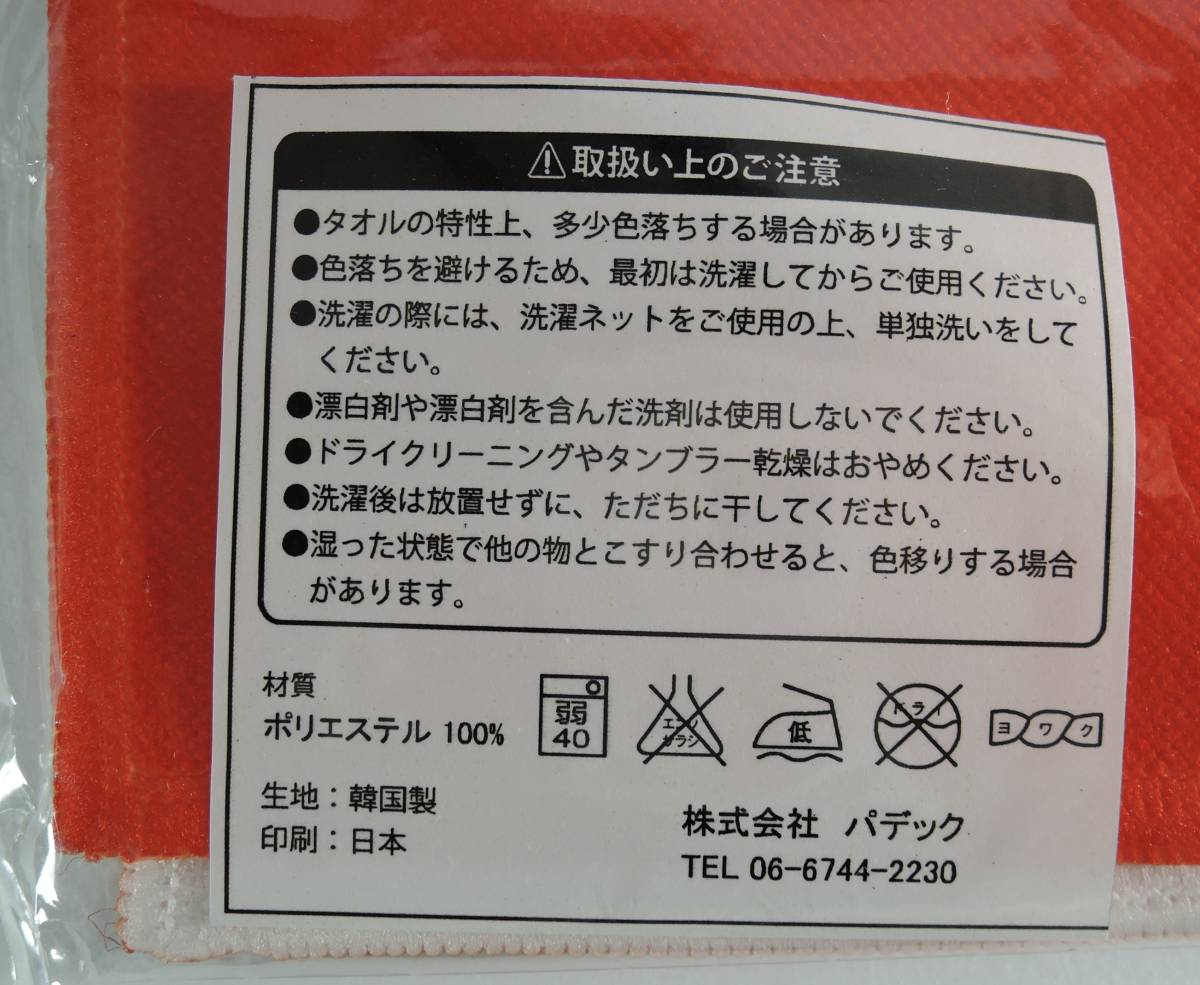 ⚠取扱い上のご注意
●タオルの特性上、多少色落ちする場合があります。
●色落ちを避けるため、最初は洗濯してからご使用ください。
●洗濯の際には、洗濯ネットをご使用の上、単独洗いをして
ください。
●漂白剤や漂白剤を含んだ洗剤は使用しないでください。
●ドライクリーニングやタンブラー乾燥はおやめください。
●洗濯後は放置せずに、ただちに干してください。
●湿った状態で他の物とこすり合わせると、色移りする場合
があります。
材質
ポリエステル 100%
弱
40
エンソ
サラシ
低
ドライ
ヨワク
生地：韓国製
印刷：日本
株式会社 パデック
TEL 06-6744-2230